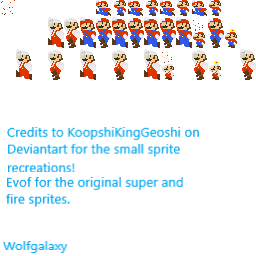 Credits to KoopshiKingGeoshi on
Deviantart for the small sprite
recreations!
Evof for the original super and
fire sprites.
Wolfgalaxy